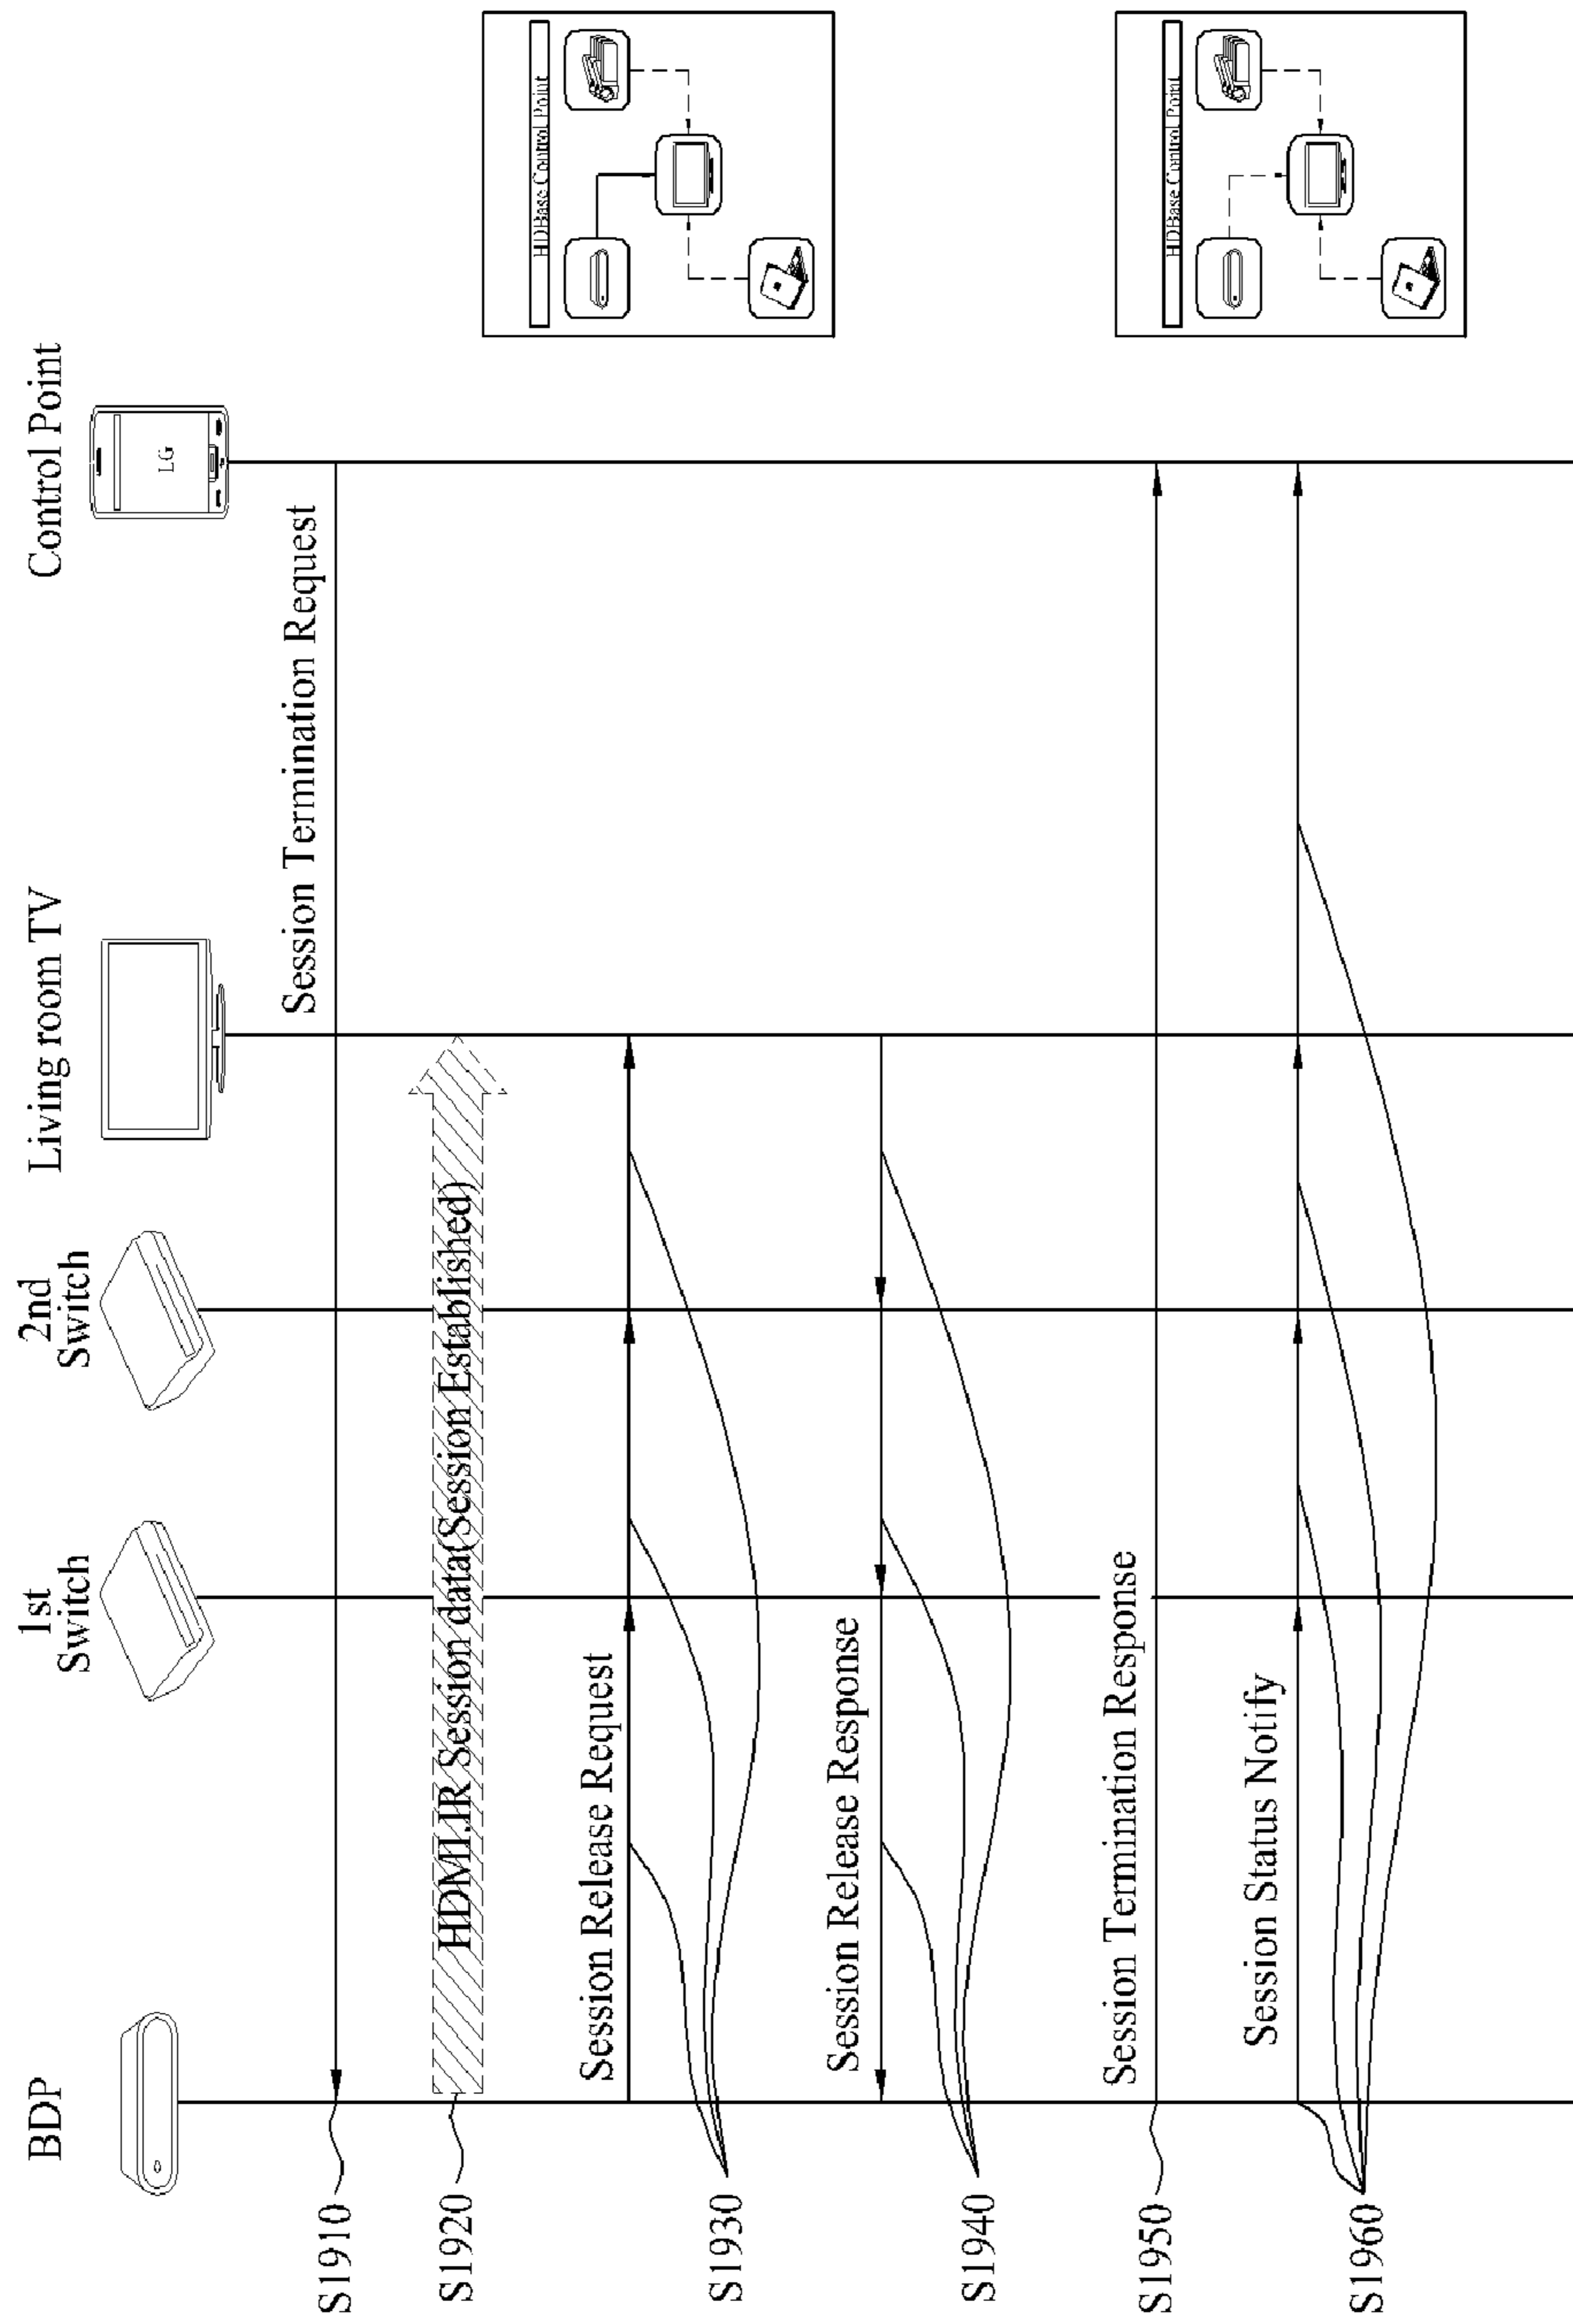 BDP
1st
Switch
2nd
Switch
Living room TV
Control Point
LG
S1910
Session Termination Request
S1920
HDMI.IR Session data(Session Established)
S1930
Session Release Request
HDBase Control Point
S1940
Session Release Response
S1950
Session Termination Response
S1960
Session Status Notify
HDBase Control Point